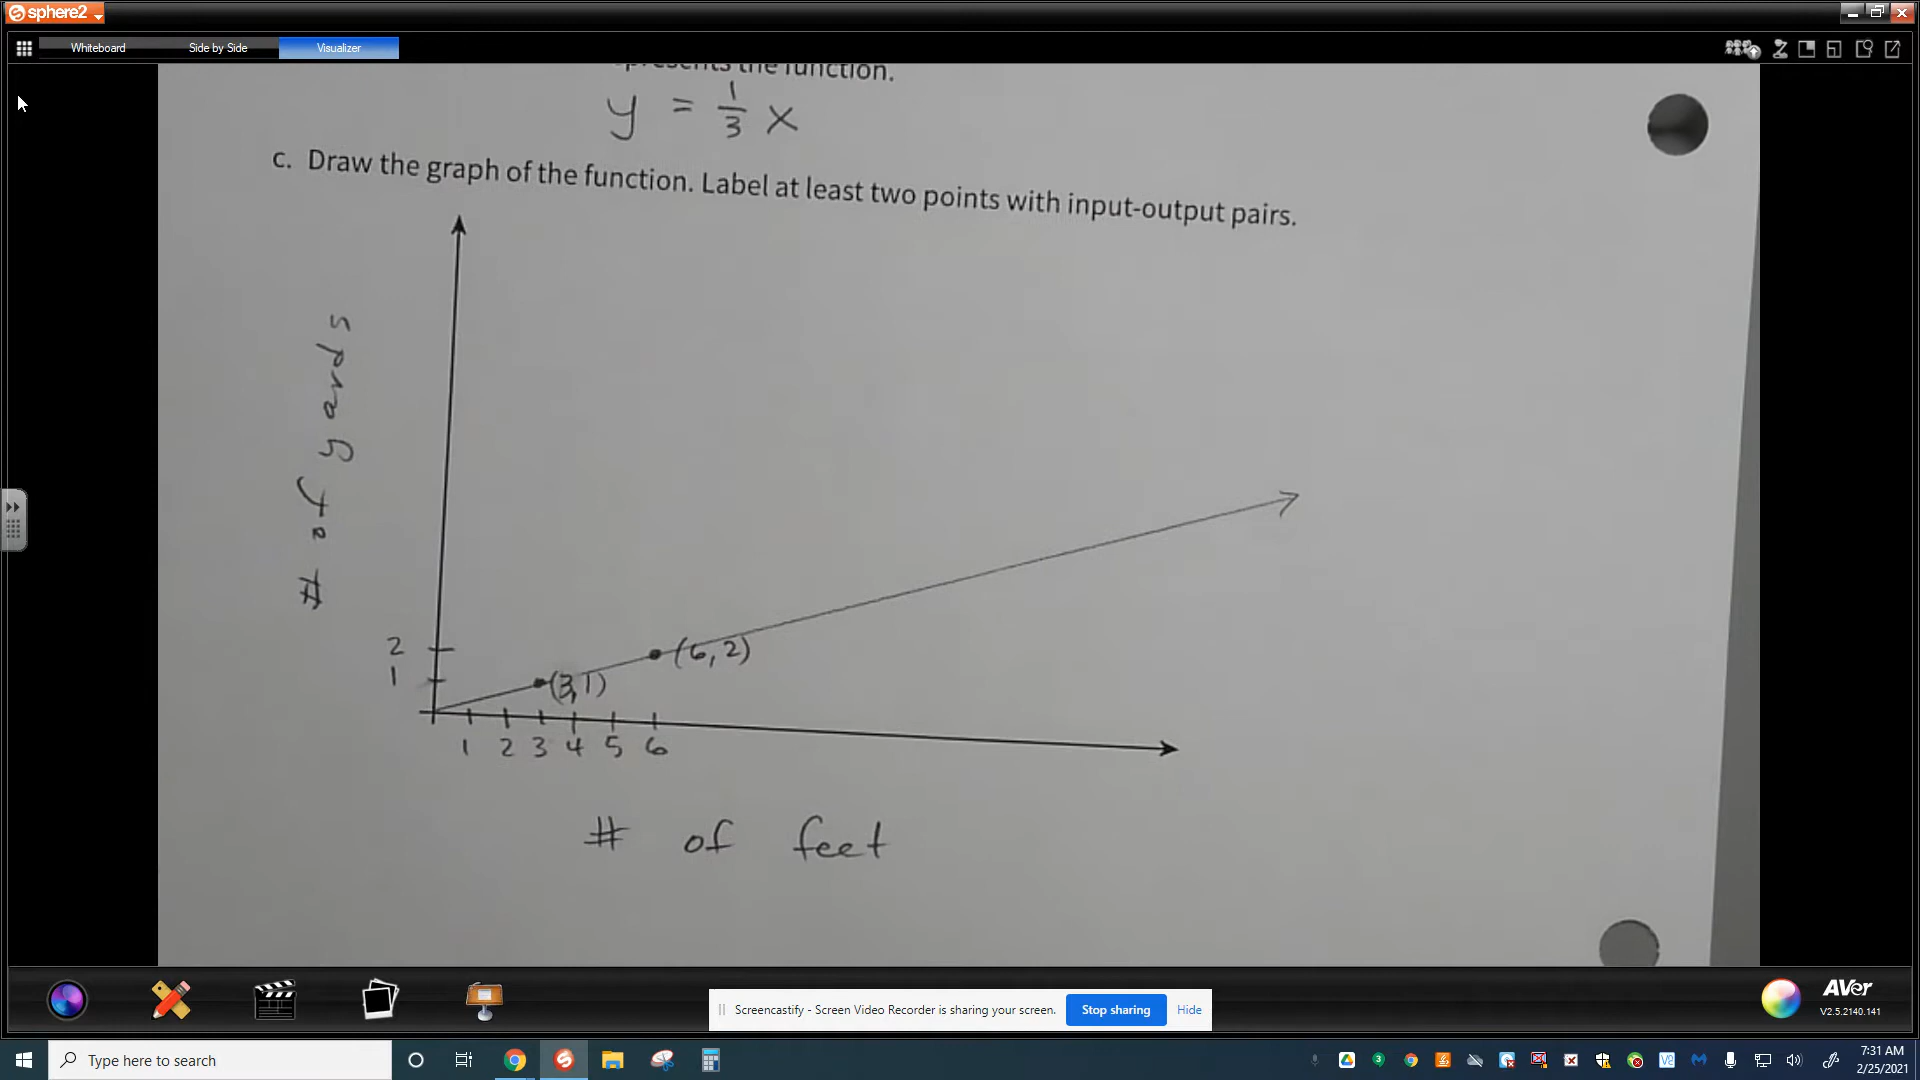 sphere2
Whiteboard
Side by Side
Visualizer
the function.
y = 1/3 x
c. Draw the graph of the function. Label at least two points with input-output pairs.
# of yards
2
1
(6, 2)
(3, 1)
1 2 3 4 5 6
# of feet
Screencastify - Screen Video Recorder is sharing your screen.
Stop sharing
Hide
AVer
V2.5.2140.141
Type here to search
7:31 AM
2/25/2021